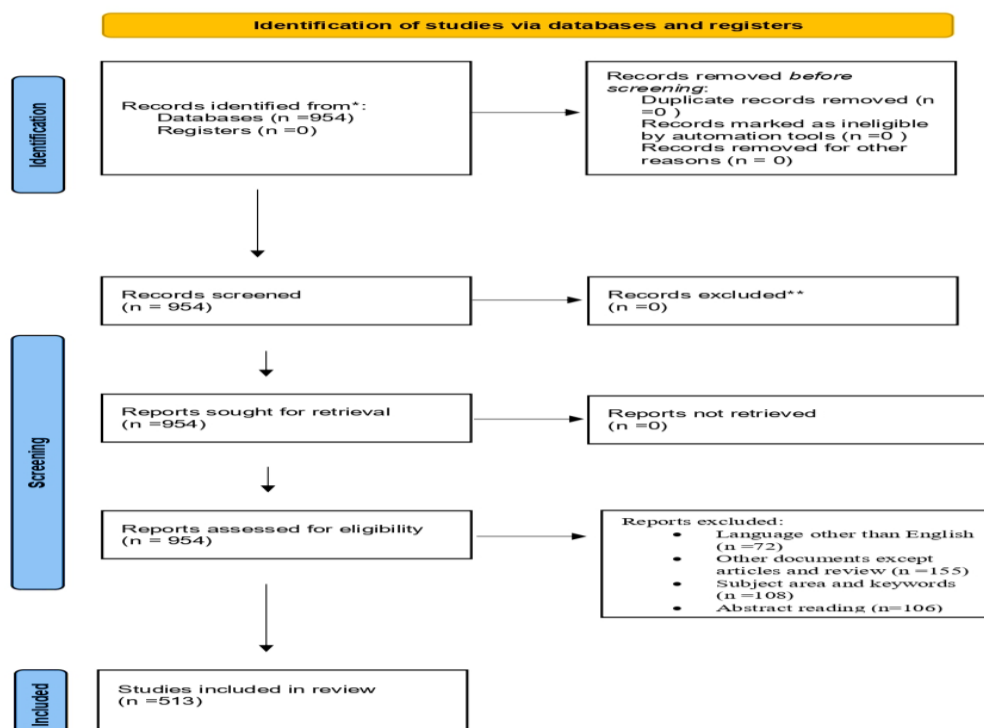 Identification of studies via databases and registers
Identification
Records identified from*:
Databases (n =954)
Registers (n =0)
Records removed before
screening:
Duplicate records removed (n
=0 )
Records marked as ineligible
by automation tools (n =0 )
Records removed for other
reasons (n = 0)
Screening
Records screened
(n = 954)
Records excluded**
(n =0)
Reports sought for retrieval
(n =954)
Reports not retrieved
(n =0)
Reports assessed for eligibility
(n = 954)
Reports excluded:
• Language other than English
(n =72)
• Other documents except
articles and review (n =155)
• Subject area and keywords
(n =108)
• Abstract reading (n=106)
Included
Studies included in review
(n =513)